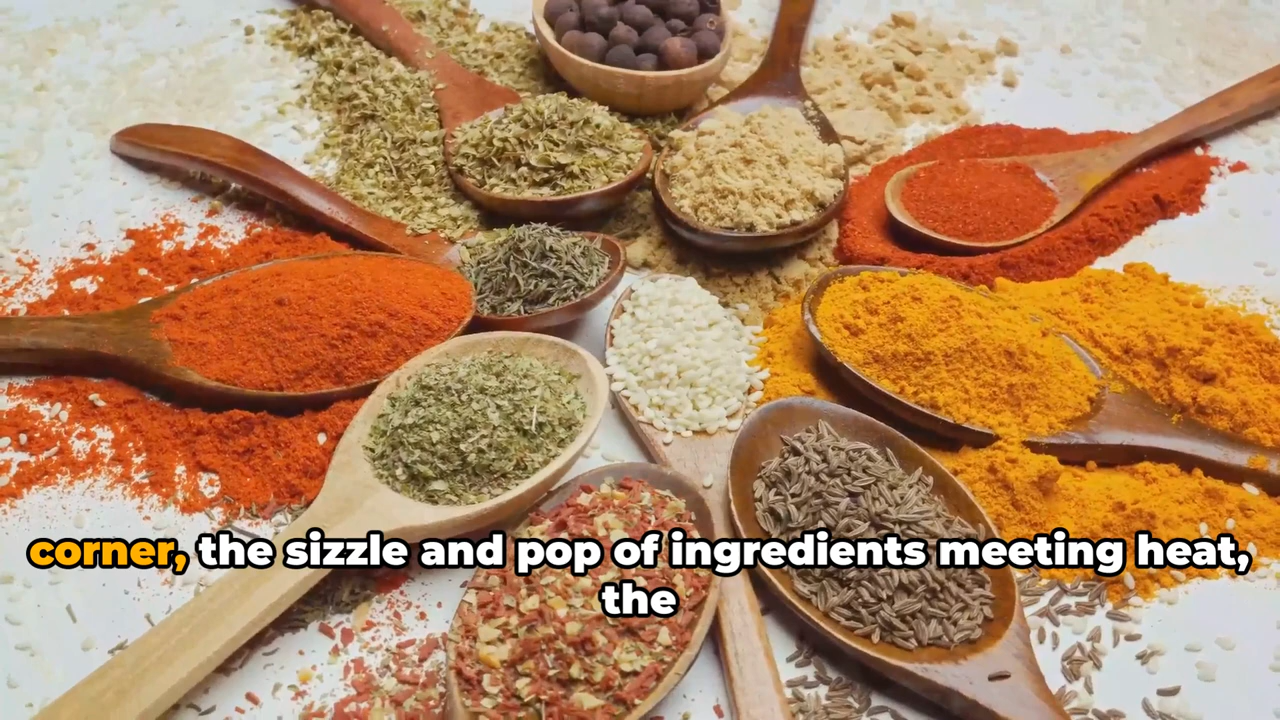 corner, the sizzle and pop of ingredients meeting heat,
the